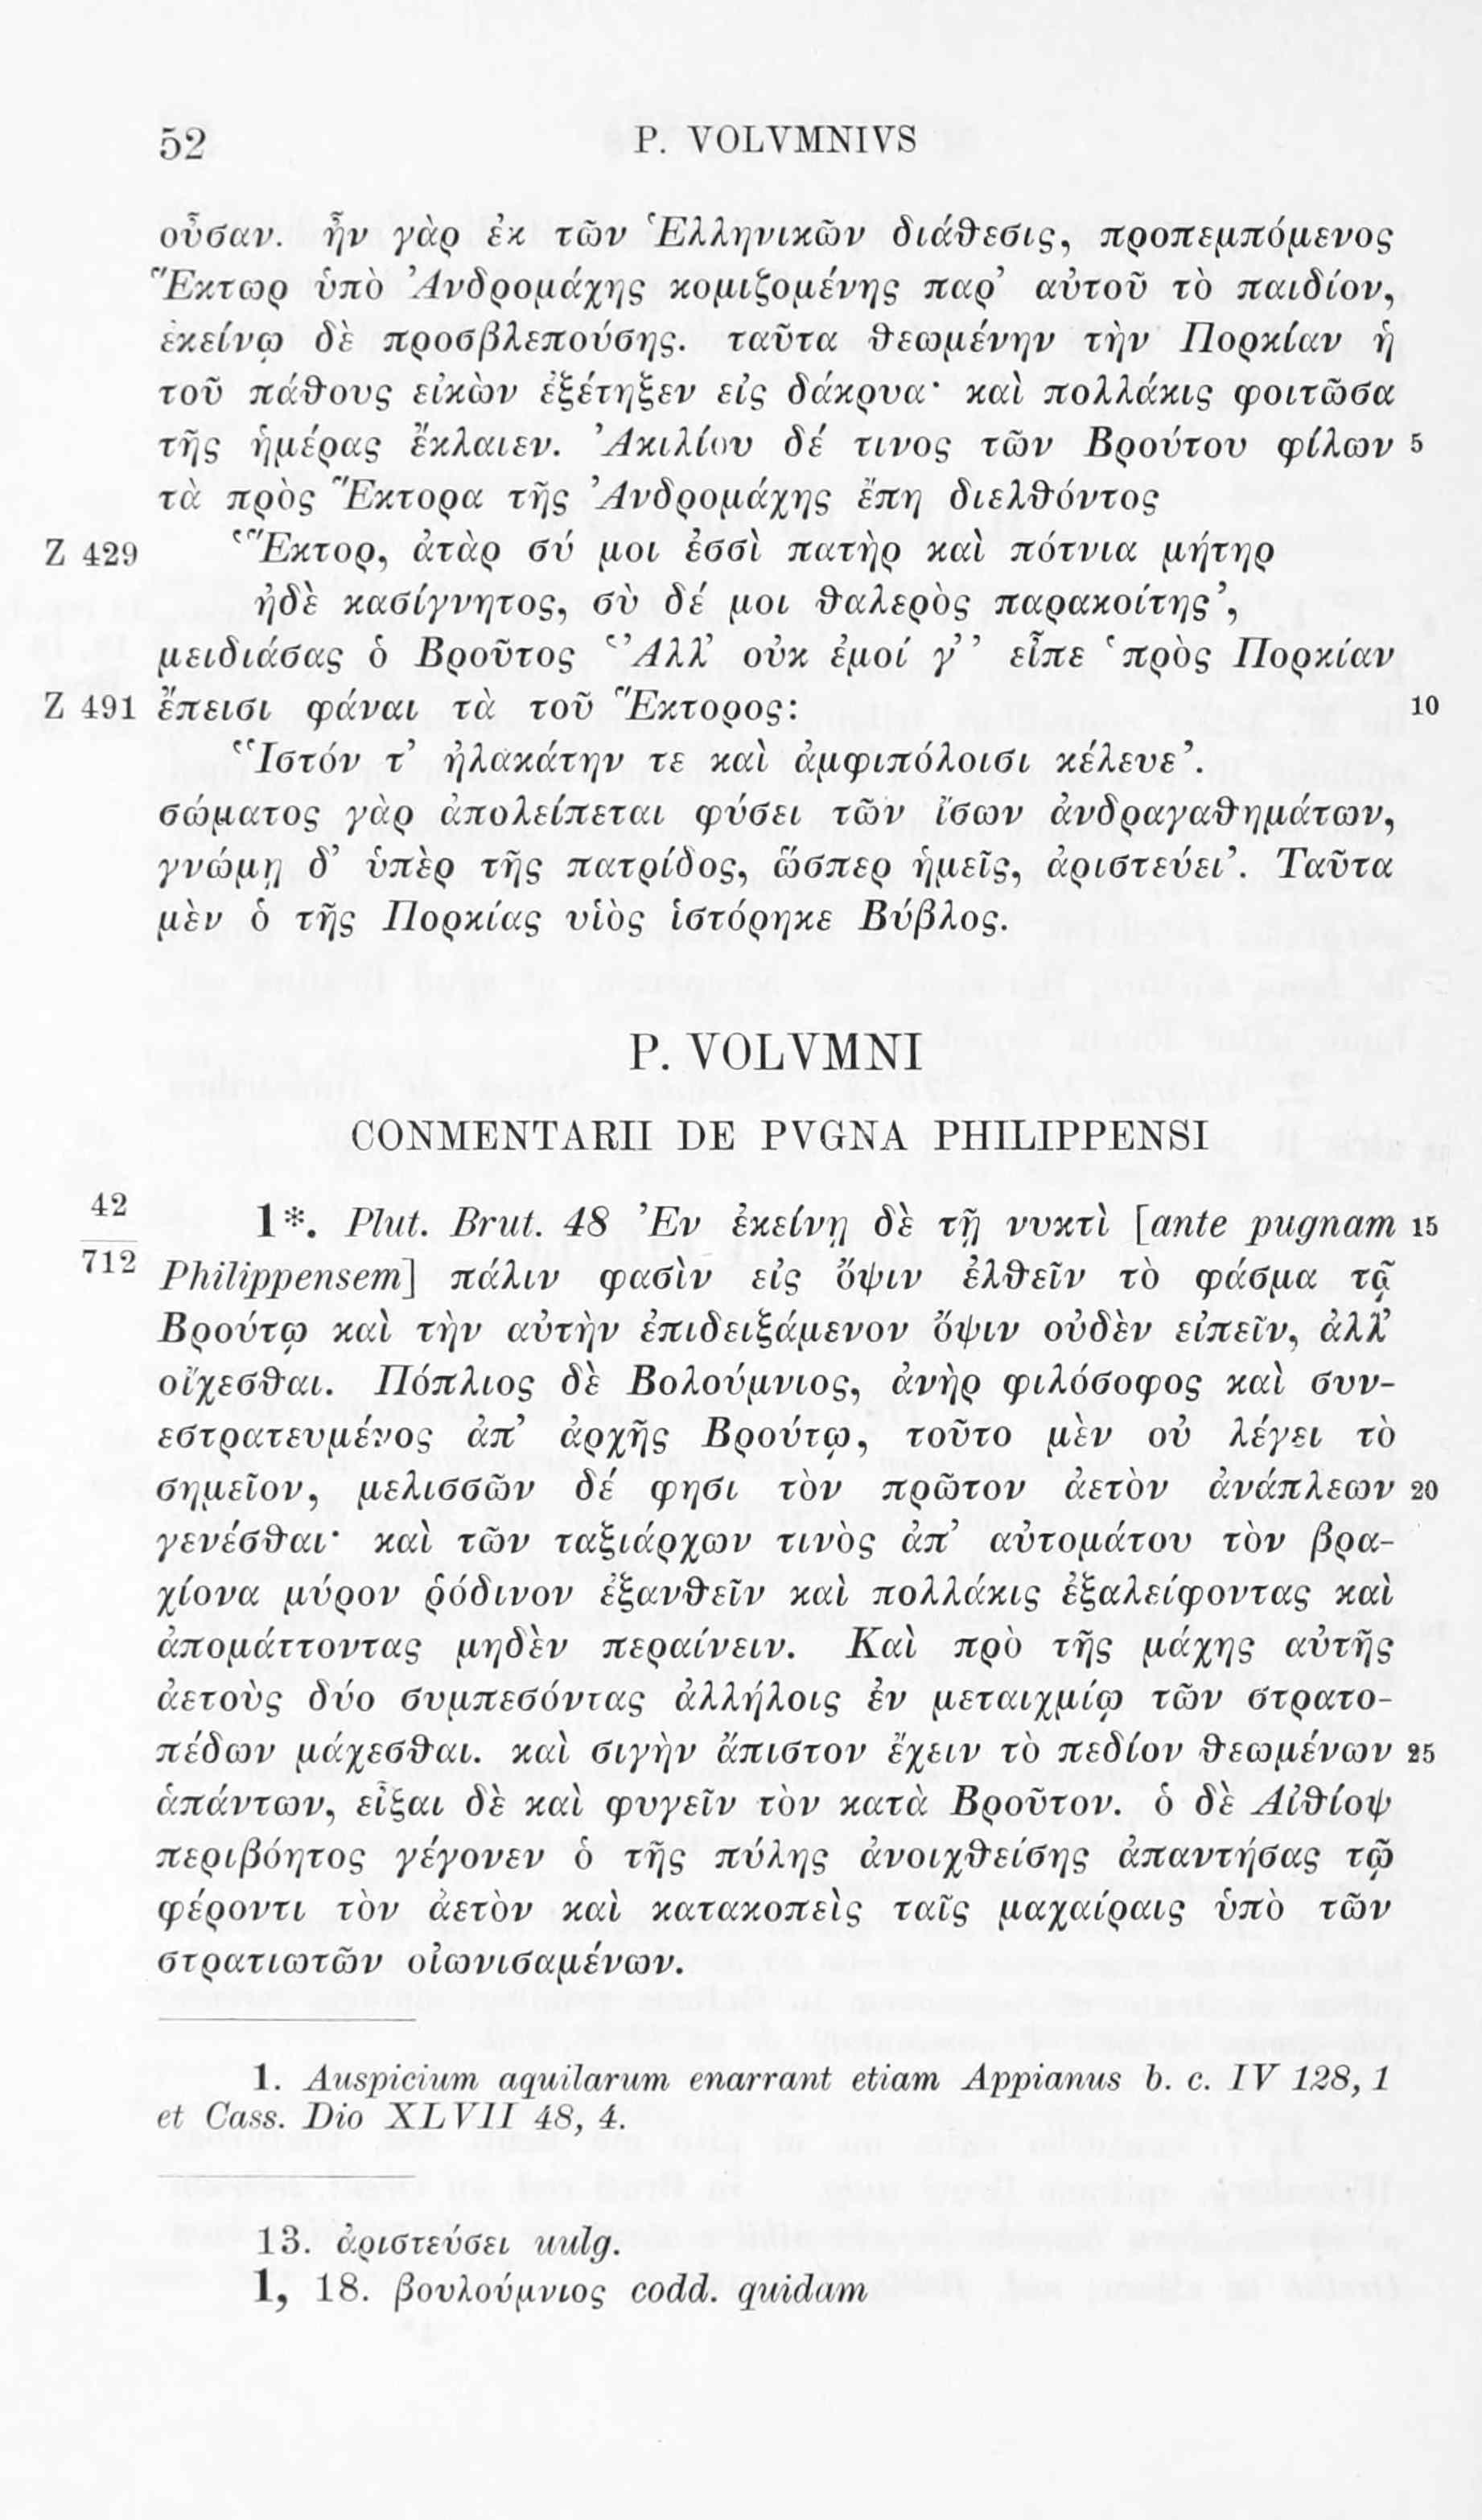 52 P. VOLVMNIVS
οὖσαν. ἦν γὰρ ἐκ τῶν Ἑλληνικῶν διάθεσις, προπεμπόμενος
Ἕκτωρ ὑπὸ Ἀνδρομάχης κομιζομένης παρ’ αὐτοῦ τὸ παιδίον,
ἐκείνῳ δὲ προσβλεπούσης. ταῦτα θεωμένην τὴν Πορκίαν ἡ
τοῦ πάθους εἰκὼν ἐξέτηξεν εἰς δάκρυα· καὶ πολλάκις φοιτῶσα
τῆς ἡμέρας ἔκλαιεν. Ἀκιλίου δέ τινος τῶν Βρούτου φίλων 5
τὰ πρὸς Ἕκτορα τῆς Ἀνδρομάχης ἔπη διελθόντος
Z 429 ‘Ἕκτορ, ἀτὰρ σύ μοι ἐσσὶ πατὴρ καὶ πότνια μήτηρ
ἠδὲ κασίγνητος, σὺ δέ μοι θαλερὸς παρακοίτης’,
μειδιάσας ὁ Βροῦτος ‘Ἀλλ’ οὐκ ἐμοί γ’’ εἶπε ‘πρὸς Πορκίαν
Z 491 ἔπεισι φάναι τὰ τοῦ Ἕκτορος: 10
‘Ἱστόν τ’ ἠλακάτην τε καὶ ἀμφιπόλοισι κέλευε’.
σώματος γὰρ ἀπολείπεται φύσει τῶν ἴσων ἀνδραγαθημάτων,
γνώμῃ δ’ ὑπὲρ τῆς πατρίδος, ὥσπερ ἡμεῖς, ἀριστεύει’. Ταῦτα
μὲν ὁ τῆς Πορκίας υἱὸς ἱστόρηκε Βύβλος.
P. VOLVMNI
CONMENTARII DE PVGNA PHILIPPENSI
42
712
1*. Plut. Brut. 48 Ἐν ἐκείνῃ δὲ τῇ νυκτὶ [ante pugnam 15
Philippensem] πάλιν φασὶν εἰς ὄψιν ἐλθεῖν τὸ φάσμα τᾷ
Βρούτῳ καὶ τὴν αὐτὴν ἐπιδειξάμενον ὄψιν οὐδὲν εἰπεῖν, ἀλλ’
οἴχεσθαι. Πόπλιος δὲ Βολούμνιος, ἀνὴρ φιλόσοφος καὶ συν-
εστρατευμένος ἀπ’ ἀρχῆς Βρούτῳ, τοῦτο μὲν οὐ λέγει τὸ
σημεῖον, μελισσῶν δέ φησι τὸν πρῶτον ἀετὸν ἀνάπλεων 20
γενέσθαι· καὶ τῶν ταξιάρχων τινὸς ἀπ’ αὐτομάτου τὸν βρα-
χίονα μύρον ῥόδινον ἐξανθεῖν καὶ πολλάκις ἐξαλείφοντας καὶ
ἀπομάττοντας μηδὲν περαίνειν. Καὶ πρὸ τῆς μάχης αὐτῆς
ἀετοὺς δύο συμπεσόντας ἀλλήλοις ἐν μεταιχμίῳ τῶν στρατο-
πέδων μάχεσθαι. καὶ σιγὴν ἄπιστον ἔχειν τὸ πεδίον θεωμένων 25
ἁπάντων, εἶξαι δὲ καὶ φυγεῖν τὸν κατὰ Βροῦτον. ὁ δὲ Αἰθίοψ
περιβόητος γέγονεν ὁ τῆς πύλης ἀνοιχθείσης ἀπαντήσας τῷ
φέροντι τὸν ἀετὸν καὶ κατακοπεὶς ταῖς μαχαίραις ὑπὸ τῶν
στρατιωτῶν οἰωνισαμένων.
1. Auspicium aquilarum enarrant etiam Appianus b. c. IV 128, 1
et Cass. Dio XLVII 48, 4.
13. ἀριστεύσει uulg.
1, 18. βουλούμνιος codd. quidam